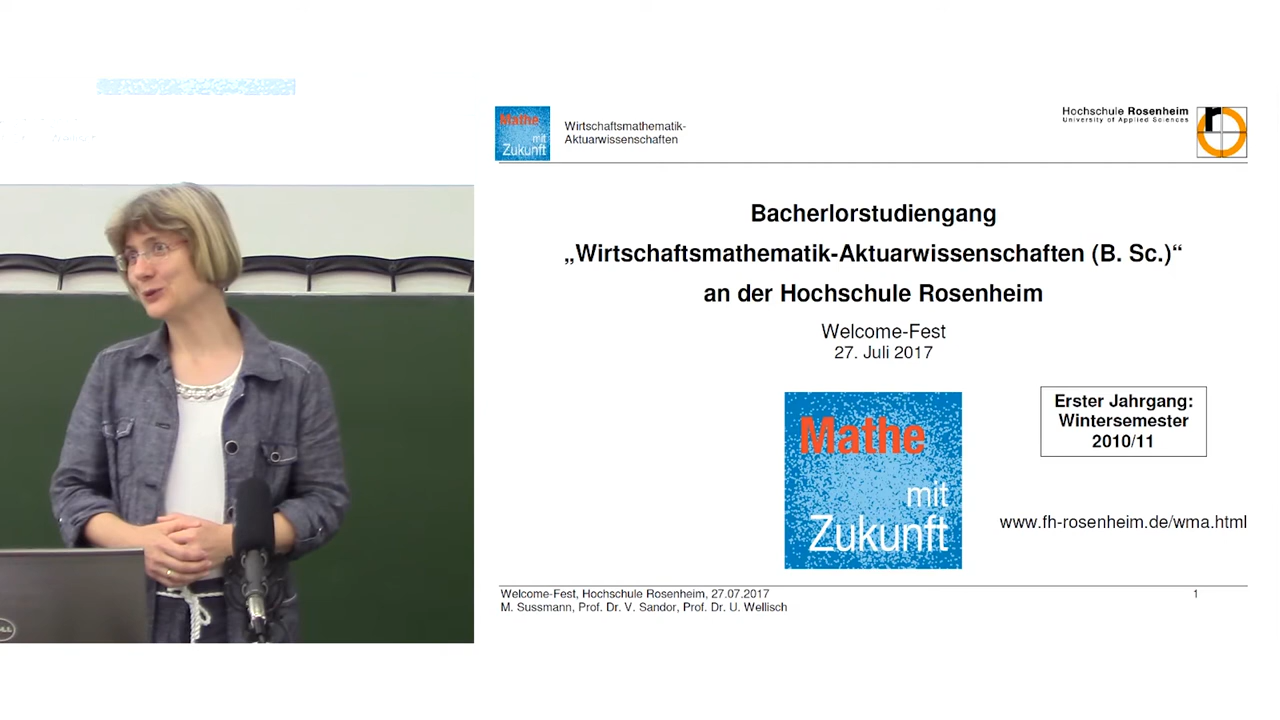 Mathe
mit
Zukunft
Wirtschaftsmathematik-
Aktuarwissenschaften
Hochschule Rosenheim
University of Applied Sciences
r
Bacherlorstudiengang
„Wirtschaftsmathematik-Aktuarwissenschaften (B. Sc.)“
an der Hochschule Rosenheim
Welcome-Fest
27. Juli 2017
Erster Jahrgang:
Wintersemester
2010/11
Mathe
mit
Zukunft
www.fh-rosenheim.de/wma.html
Welcome-Fest, Hochschule Rosenheim, 27.07.2017
M. Sussmann, Prof. Dr. V. Sandor, Prof. Dr. U. Wellisch
1